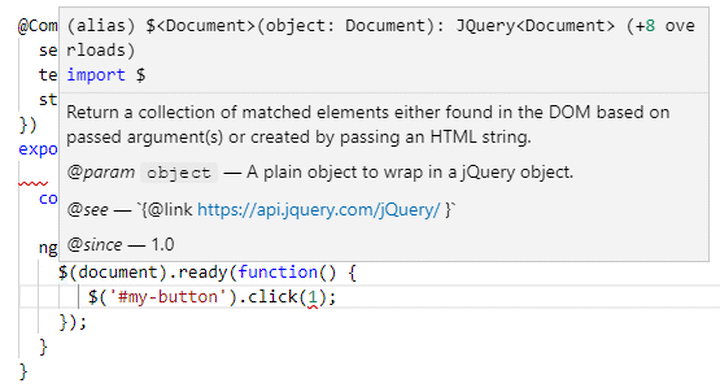 @Com (alias) $<Document>(object: Document): JQuery<Document> (+8 ove
se rloads)
te import $
st
}) Return a collection of matched elements either found in the DOM based on
passed argument(s) or created by passing an HTML string.
expo
@param object — A plain object to wrap in a jQuery object.
co @see — `{@link https://api.jquery.com/jQuery/ }`
ng @since — 1.0
$(document).ready(function() {
$('#my-button').click(1);
});
}
}